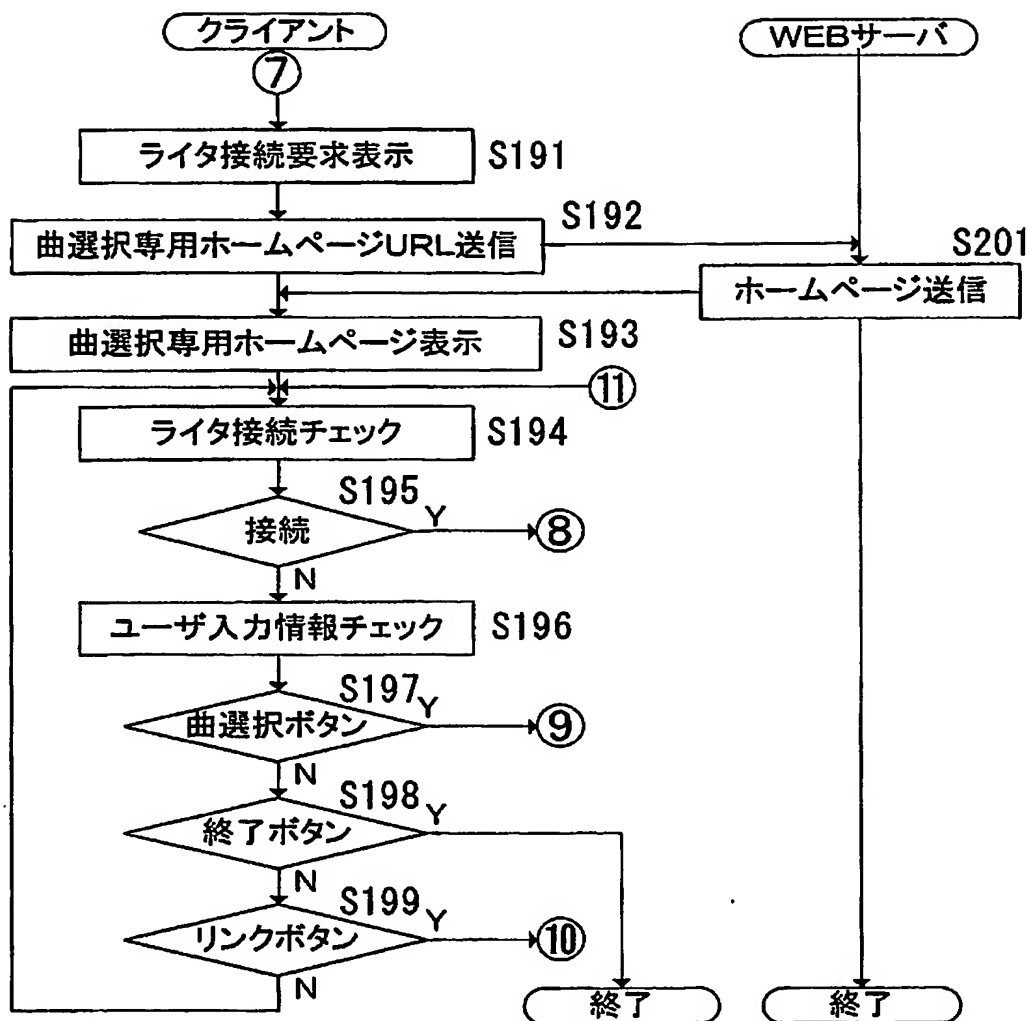 クライアント
WEBサーバ
⑦
ライタ接続要求表示
S191
S192
曲選択専用ホームページURL送信
S201
ホームページ送信
曲選択専用ホームページ表示
S193
⑪
ライタ接続チェック
S194
S195
接続
Y
⑧
N
ユーザ入力情報チェック
S196
S197
曲選択ボタン
Y
⑨
N
S198
終了ボタン
Y
N
S199
リンクボタン
Y
⑩
N
終了
終了